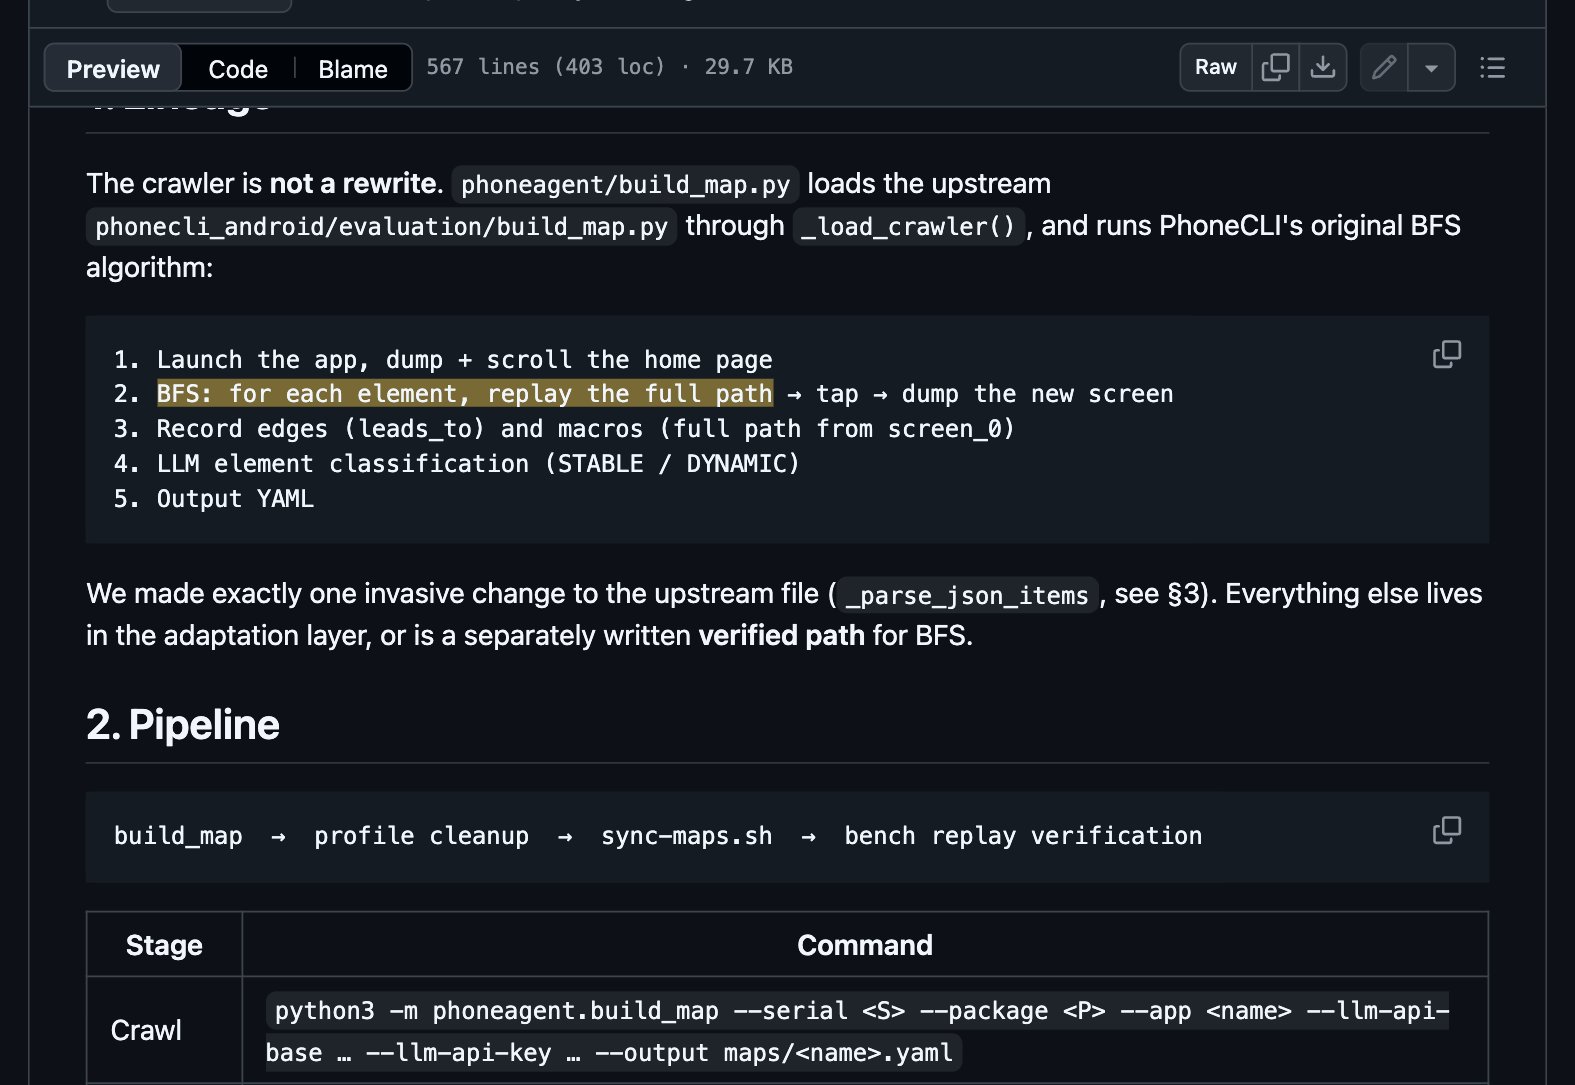 Preview Code Blame 567 lines (403 loc) · 29.7 KB Raw
1. Lineage
The crawler is not a rewrite. phoneagent/build_map.py loads the upstream
phonecli_android/evaluation/build_map.py through _load_crawler(), and runs PhoneCLI's original BFS
algorithm:
1. Launch the app, dump + scroll the home page
2. BFS: for each element, replay the full path → tap → dump the new screen
3. Record edges (leads_to) and macros (full path from screen_0)
4. LLM element classification (STABLE / DYNAMIC)
5. Output YAML
We made exactly one invasive change to the upstream file (_parse_json_items, see §3). Everything else lives
in the adaptation layer, or is a separately written verified path for BFS.
2. Pipeline
build_map → profile cleanup → sync-maps.sh → bench replay verification
Stage Command
Crawl
python3 -m phoneagent.build_map --serial <S> --package <P> --app <name> --llm-api-
base … --llm-api-key … --output maps/<name>.yaml